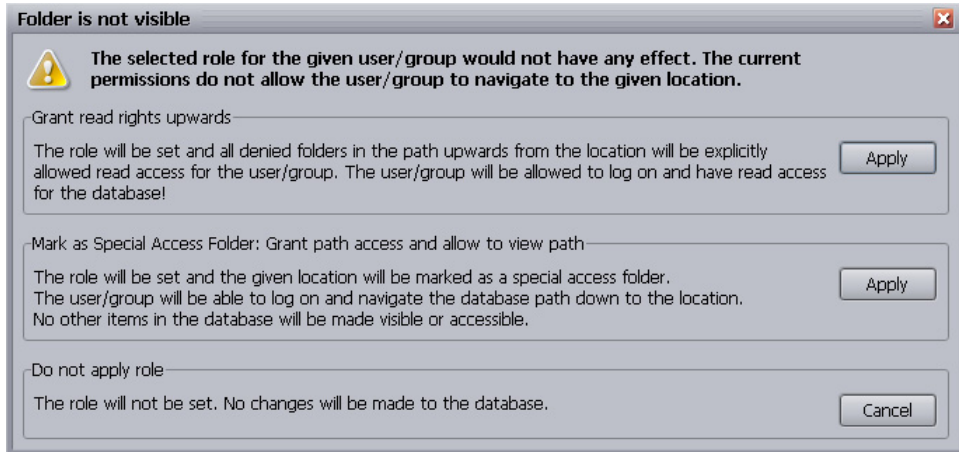 Folder is not visible
The selected role for the given user/group would not have any effect. The current
permissions do not allow the user/group to navigate to the given location.
Grant read rights upwards
The role will be set and all denied folders in the path upwards from the location will be explicitly
allowed read access for the user/group. The user/group will be allowed to log on and have read access
for the database!
Apply
Mark as Special Access Folder: Grant path access and allow to view path
The role will be set and the given location will be marked as a special access folder.
The user/group will be able to log on and navigate the database path down to the location.
No other items in the database will be made visible or accessible.
Apply
Do not apply role
The role will not be set. No changes will be made to the database.
Cancel